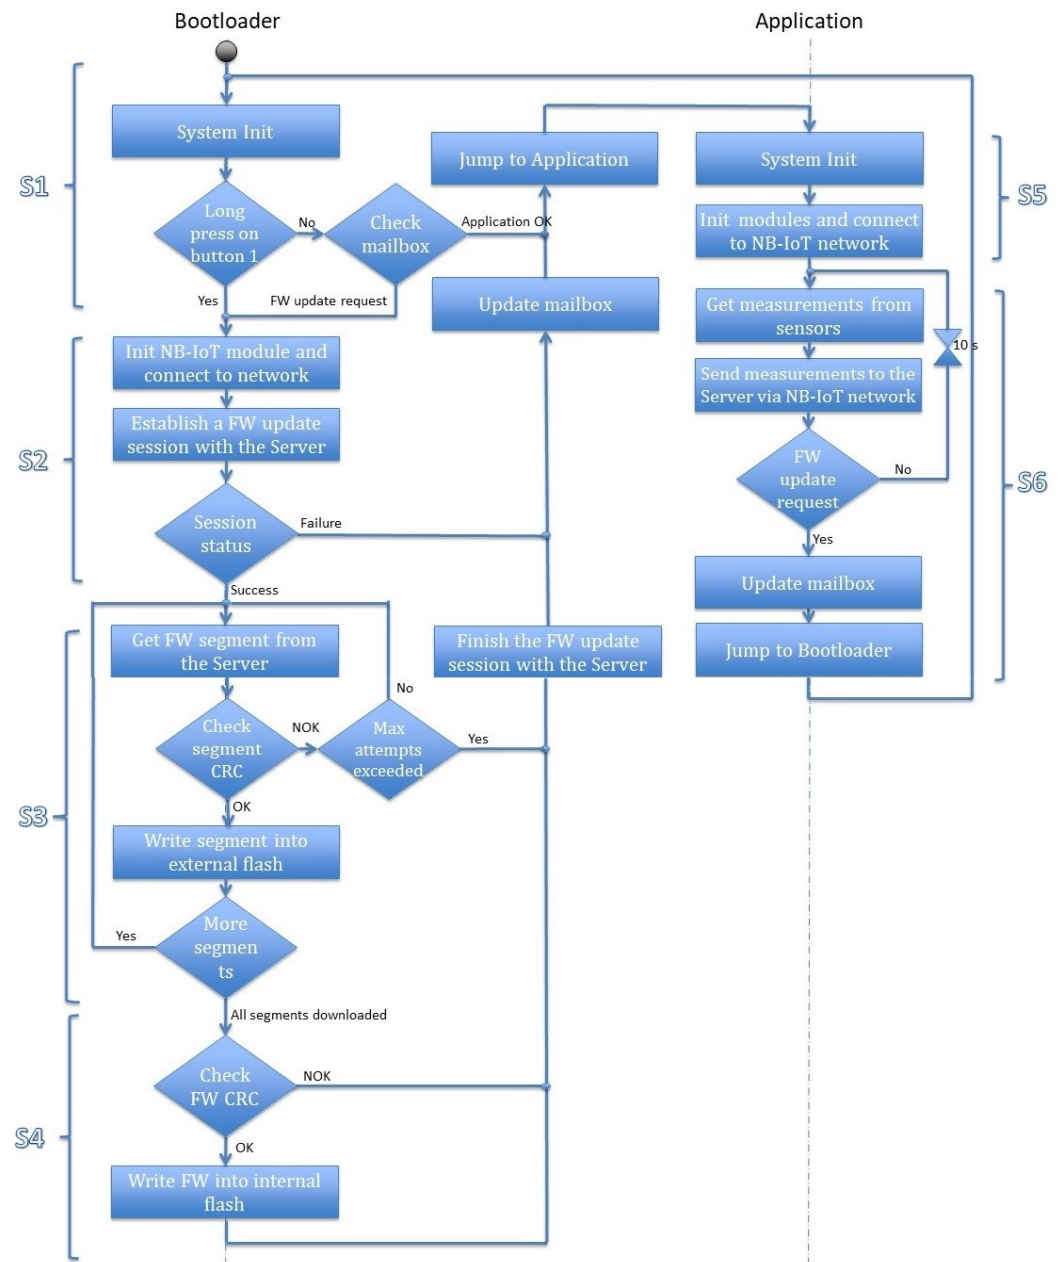 Bootloader
Application
S1
System Init
Long
press on
button 1
No
Check
mailbox
Application OK
Yes
FW update request
Jump to Application
Update mailbox
S2
Init NB-IoT module and
connect to network
Establish a FW update
session with the Server
Session
status
Failure
Success
S3
Get FW segment from
the Server
Check
segment
CRC
NOK
Max
attempts
exceeded
No
Yes
Finish the FW update
session with the Server
OK
Write segment into
external flash
More
segmen
ts
Yes
All segments downloaded
S4
Check
FW CRC
NOK
OK
Write FW into internal
flash
S5
System Init
Init modules and connect
to NB-IoT network
S6
Get measurements from
sensors
10 s
Send measurements to the
Server via NB-IoT network
FW
update
request
No
Yes
Update mailbox
Jump to Bootloader